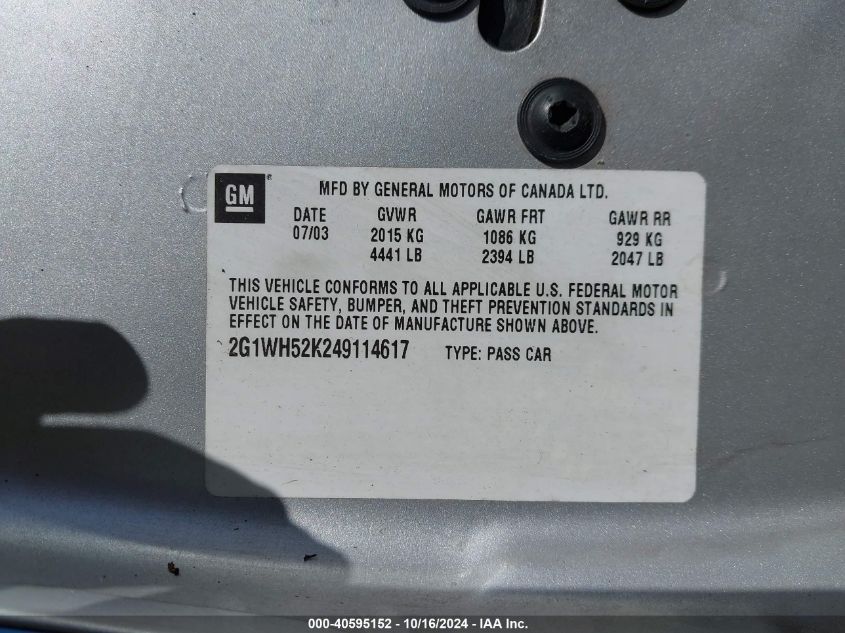 GM®
MFD BY GENERAL MOTORS OF CANADA LTD.
DATE GVWR GAWR FRT GAWR RR
07/03 2015 KG 1086 KG 929 KG
4441 LB 2394 LB 2047 LB
THIS VEHICLE CONFORMS TO ALL APPLICABLE U.S. FEDERAL MOTOR
VEHICLE SAFETY, BUMPER, AND THEFT PREVENTION STANDARDS IN
EFFECT ON THE DATE OF MANUFACTURE SHOWN ABOVE.
2G1WH52K249114617 TYPE: PASS CAR
000-40595152 - 10/16/2024 - IAA Inc.